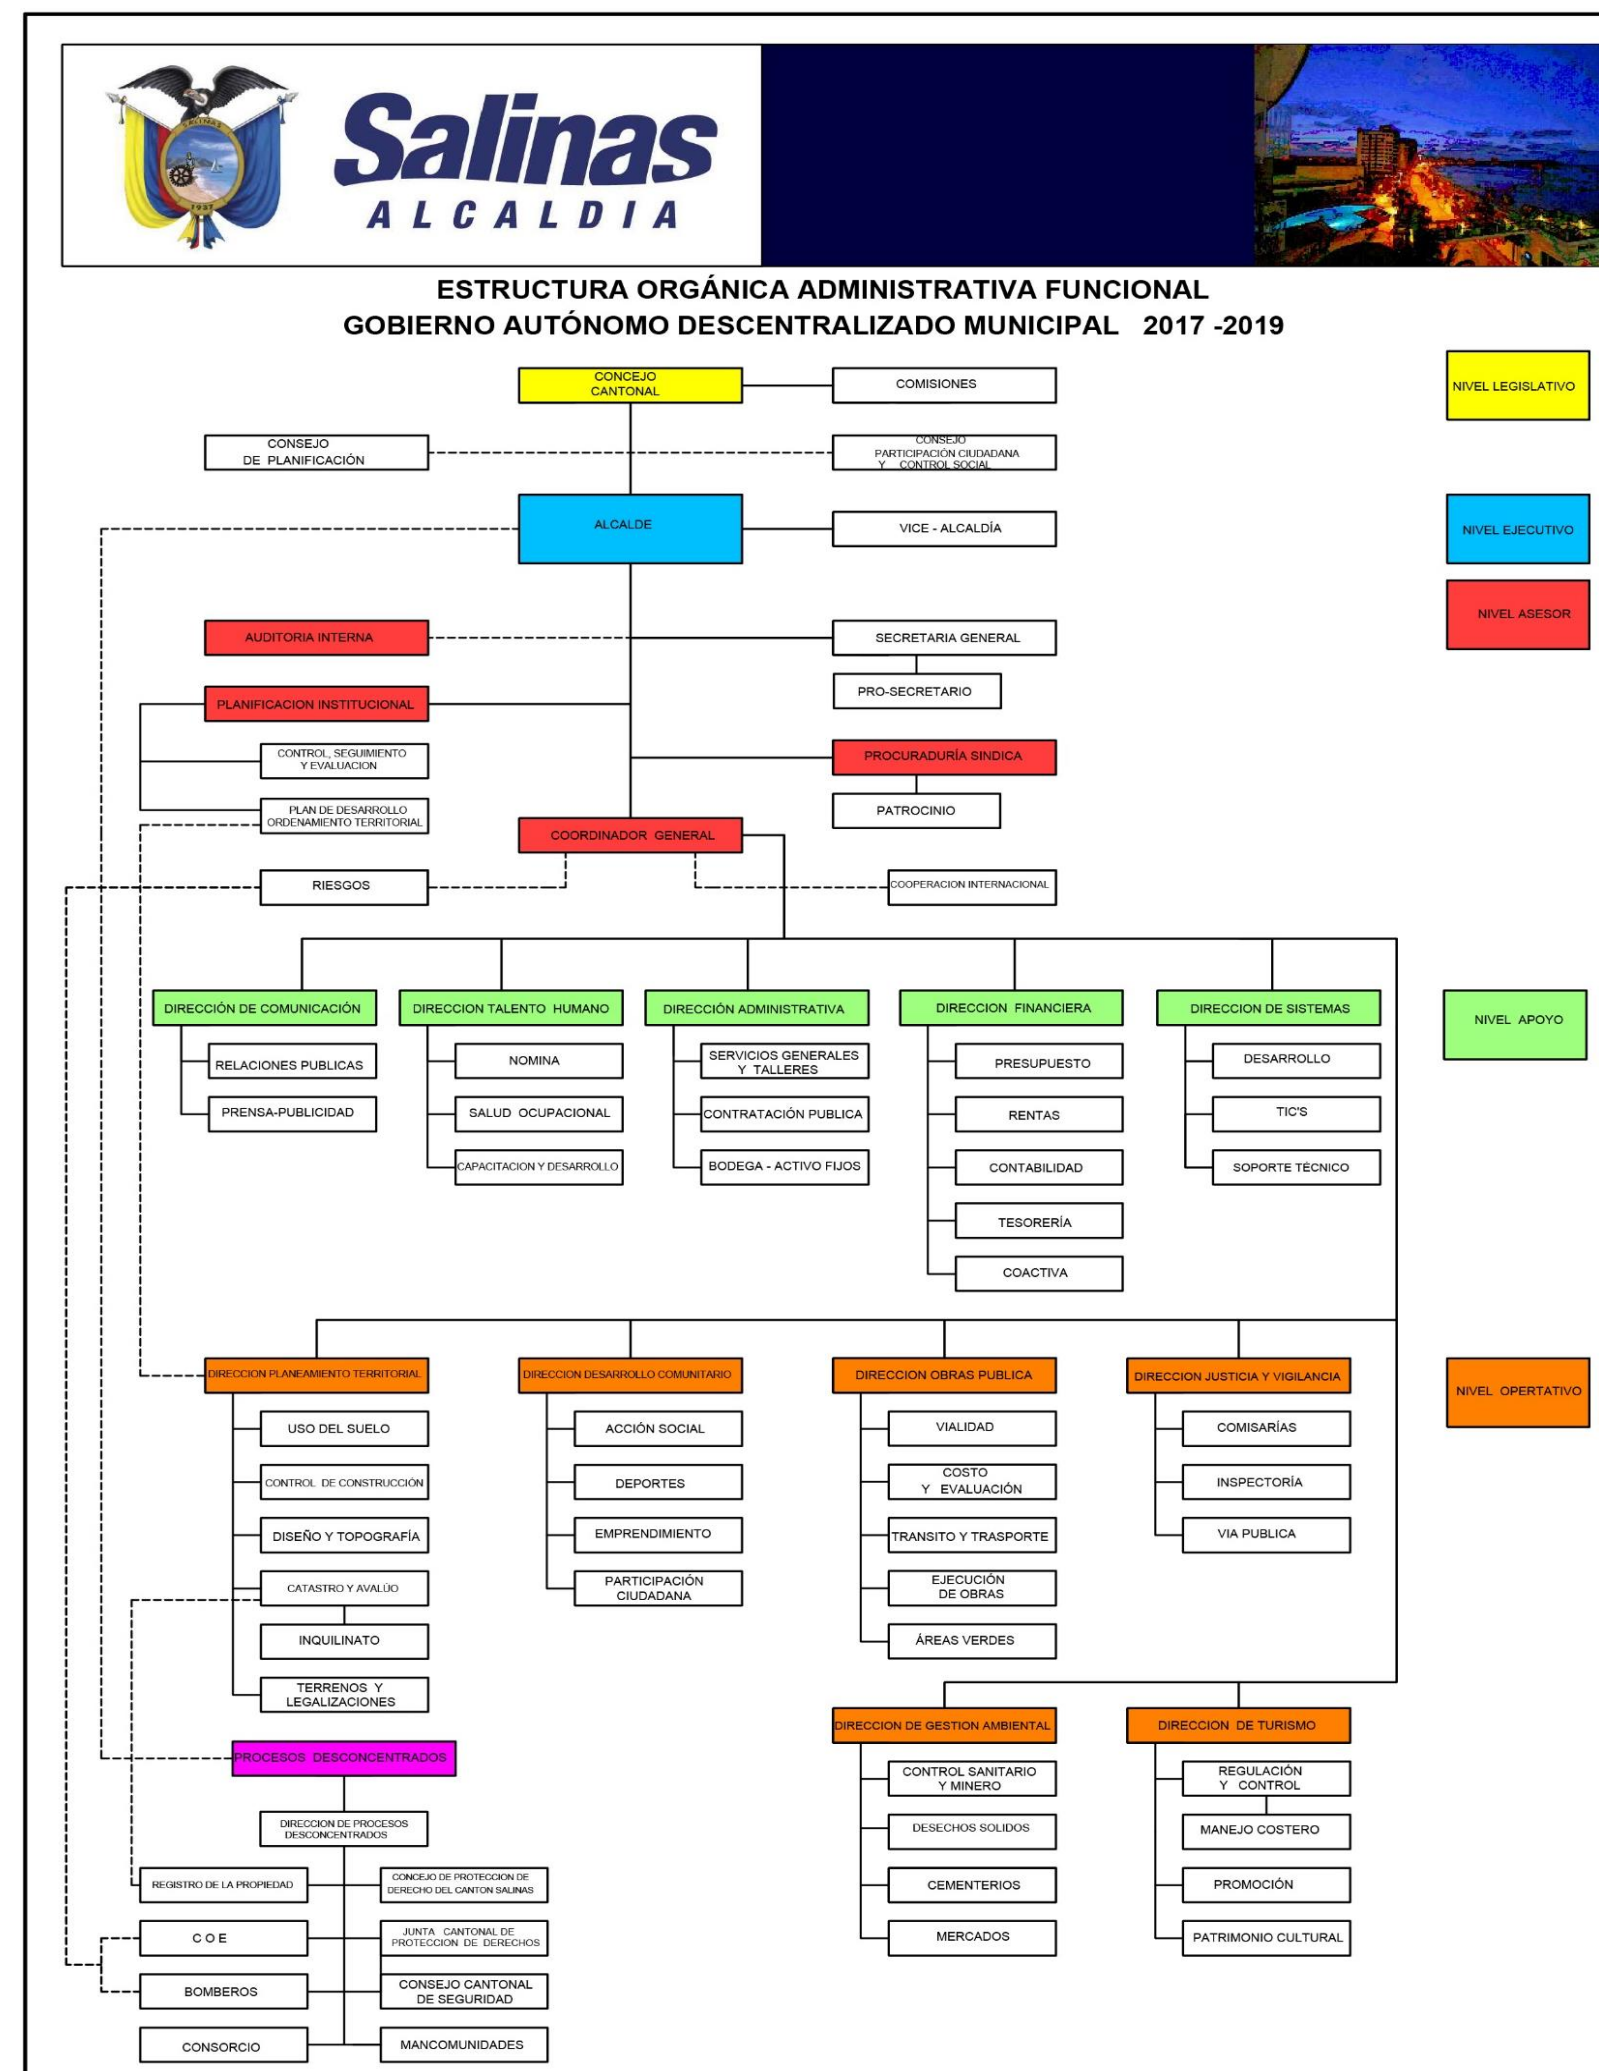 SALINAS
1937
Salinas
ALCALDIA
ESTRUCTURA ORGÁNICA ADMINISTRATIVA FUNCIONAL
GOBIERNO AUTÓNOMO DESCENTRALIZADO MUNICIPAL 2017 -2019
CONCEJO
CANTONAL
COMISIONES
NIVEL LEGISLATIVO
CONSEJO
DE PLANIFICACIÓN
CONSEJO
PARTICIPACIÓN CIUDADANA
Y CONTROL SOCIAL
ALCALDE
VICE - ALCALDÍA
NIVEL EJECUTIVO
NIVEL ASESOR
AUDITORIA INTERNA
SECRETARIA GENERAL
PRO-SECRETARIO
PLANIFICACION INSTITUCIONAL
CONTROL, SEGUIMIENTO
Y EVALUACION
PROCURADURÍA SINDICA
PLAN DE DESARROLLO
ORDENAMIENTO TERRITORIAL
PATROCINIO
COORDINADOR GENERAL
RIESGOS
COOPERACION INTERNACIONAL
DIRECCIÓN DE COMUNICACIÓN
RELACIONES PUBLICAS
PRENSA-PUBLICIDAD
DIRECCION TALENTO HUMANO
NOMINA
SALUD OCUPACIONAL
CAPACITACION Y DESARROLLO
DIRECCIÓN ADMINISTRATIVA
SERVICIOS GENERALES
Y TALLERES
CONTRATACIÓN PUBLICA
BODEGA - ACTIVO FIJOS
DIRECCION FINANCIERA
PRESUPUESTO
RENTAS
CONTABILIDAD
TESORERÍA
COACTIVA
DIRECCION DE SISTEMAS
DESARROLLO
TIC'S
SOPORTE TÉCNICO
NIVEL APOYO
DIRECCION PLANEAMIENTO TERRITORIAL
USO DEL SUELO
CONTROL DE CONSTRUCCIÓN
DISEÑO Y TOPOGRAFÍA
CATASTRO Y AVALÚO
INQUILINATO
TERRENOS Y
LEGALIZACIONES
DIRECCION DESARROLLO COMUNITARIO
ACCIÓN SOCIAL
DEPORTES
EMPRENDIMIENTO
PARTICIPACIÓN
CIUDADANA
DIRECCION OBRAS PUBLICA
VIALIDAD
COSTO
Y EVALUACIÓN
TRANSITO Y TRASPORTE
EJECUCIÓN
DE OBRAS
ÁREAS VERDES
DIRECCION JUSTICIA Y VIGILANCIA
COMISARÍAS
INSPECTORÍA
VIA PUBLICA
NIVEL OPERTATIVO
DIRECCION DE GESTION AMBIENTAL
CONTROL SANITARIO
Y MINERO
DESECHOS SOLIDOS
CEMENTERIOS
MERCADOS
DIRECCION DE TURISMO
REGULACIÓN
Y CONTROL
MANEJO COSTERO
PROMOCIÓN
PATRIMONIO CULTURAL
PROCESOS DESCONCENTRADOS
DIRECCION DE PROCESOS
DESCONCENTRADOS
REGISTRO DE LA PROPIEDAD
CONCEJO DE PROTECCION DE
DERECHO DEL CANTON SALINAS
C O E
JUNTA CANTONAL DE
PROTECCION DE DERECHOS
BOMBEROS
CONSEJO CANTONAL
DE SEGURIDAD
CONSORCIO
MANCOMUNIDADES